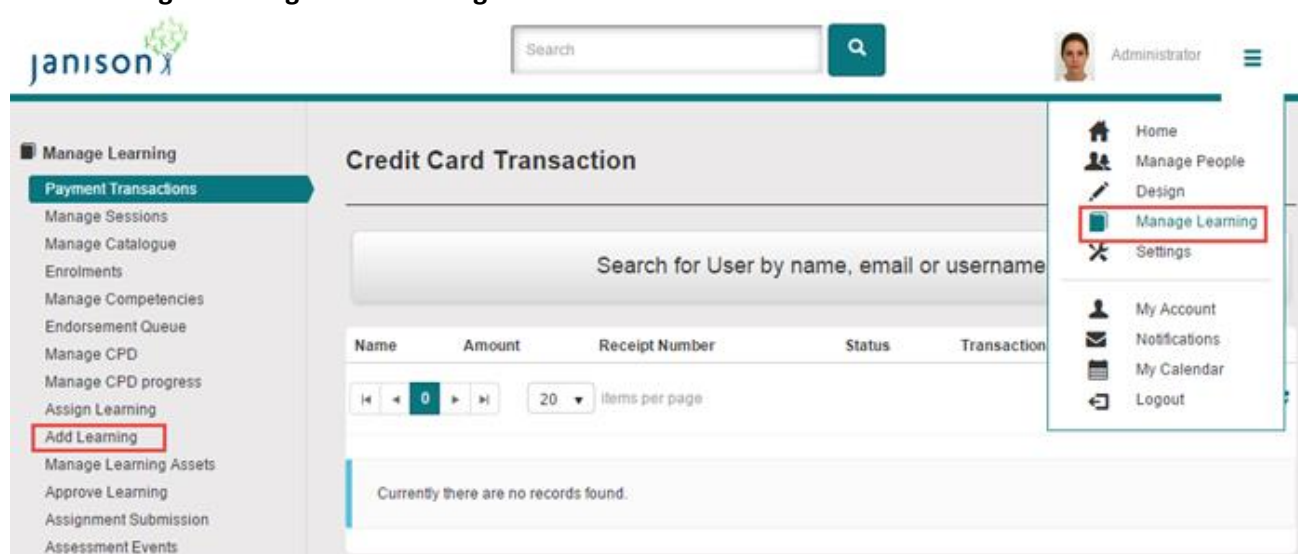 janison
Search
Administrator
Home
Manage People
Design
Manage Learning
Settings
My Account
Notifications
My Calendar
Logout
Manage Learning
Payment Transactions
Manage Sessions
Manage Catalogue
Enrolments
Manage Competencies
Endorsement Queue
Manage CPD
Manage CPD progress
Assign Learning
Add Learning
Manage Learning Assets
Approve Learning
Assignment Submission
Assessment Events
Credit Card Transaction
Search for User by name, email or username
Name Amount Receipt Number Status Transaction
0 20 items per page
Currently there are no records found.